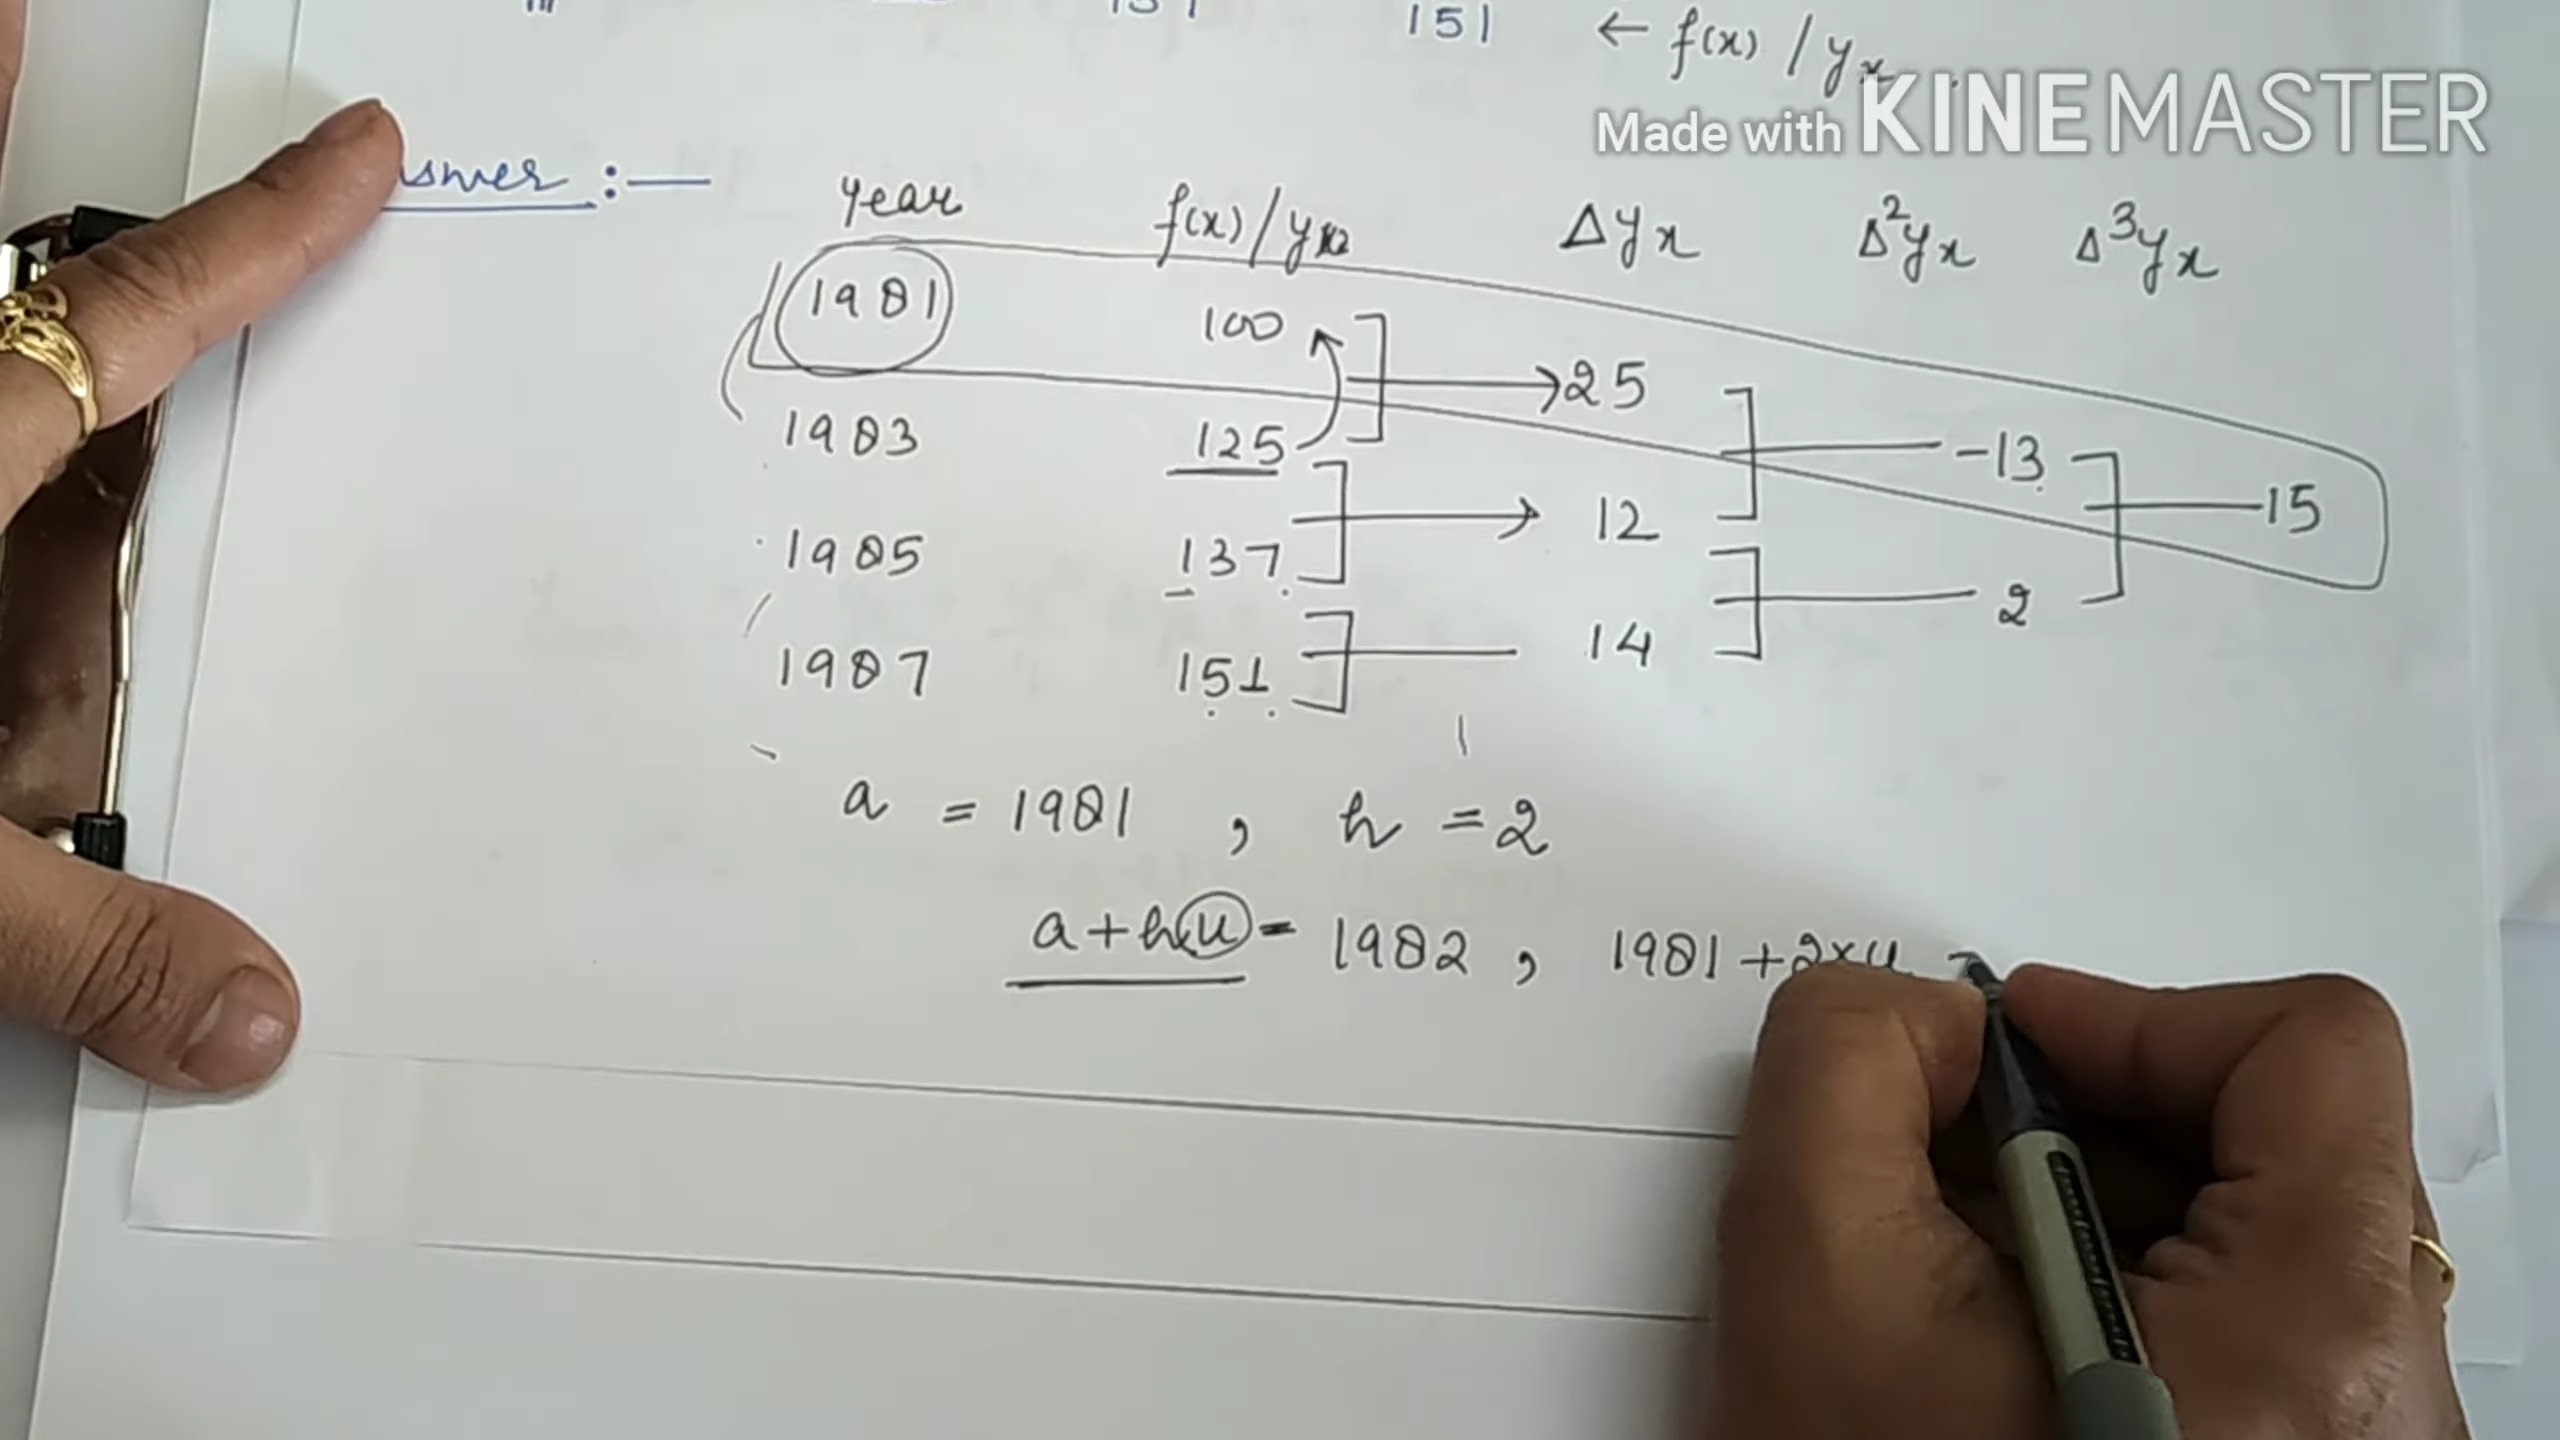 151 ← f(x) / yx
Made with KINEMASTER
:—
year f(x)/yx Δyx Δ²yx Δ³yx
1981 100
25
1983 125 -13
12 15
1985 137 2
14
1987 151
a = 1981 , h = 2
a+hu = 1982 , 1981+2×u